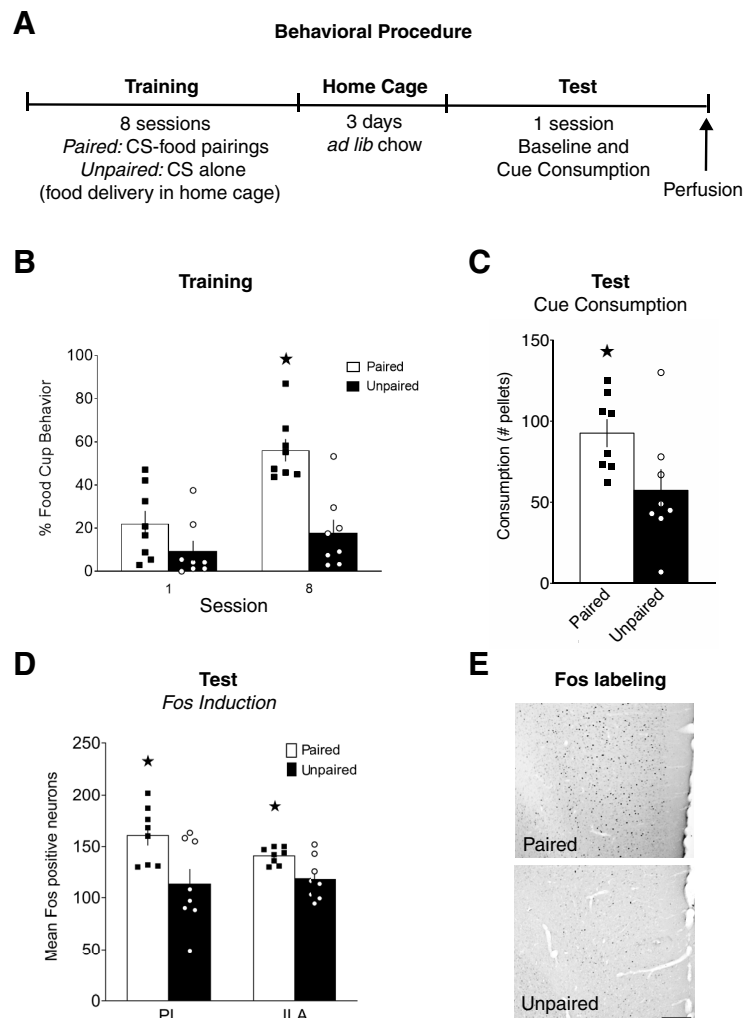 A
Behavioral Procedure
Training
Home Cage
Test
8 sessions
Paired: CS-food pairings
Unpaired: CS alone
(food delivery in home cage)
3 days
ad lib chow
1 session
Baseline and
Cue Consumption
Perfusion
B
Training
% Food Cup Behavior
100
80
60
40
20
0
Paired
Unpaired
1
8
Session
C
Test
Cue Consumption
Consumption (# pellets)
150
100
50
0
Paired
Unpaired
D
Test
Fos Induction
Mean Fos positive neurons
250
200
150
100
50
0
Paired
Unpaired
ILA
E
Fos labeling
Paired
Unpaired